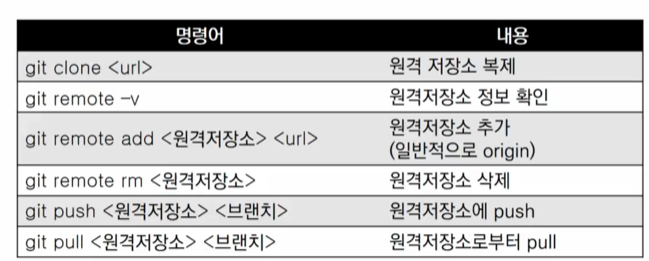 명령어 내용
git clone <url> 원격 저장소 복제
git remote –v 원격저장소 정보 확인
git remote add <원격저장소> <url> 원격저장소 추가
(일반적으로 origin)
git remote rm <원격저장소> 원격저장소 삭제
git push <원격저장소> <브랜치> 원격저장소에 push
git pull <원격저장소> <브랜치> 원격저장소로부터 pull